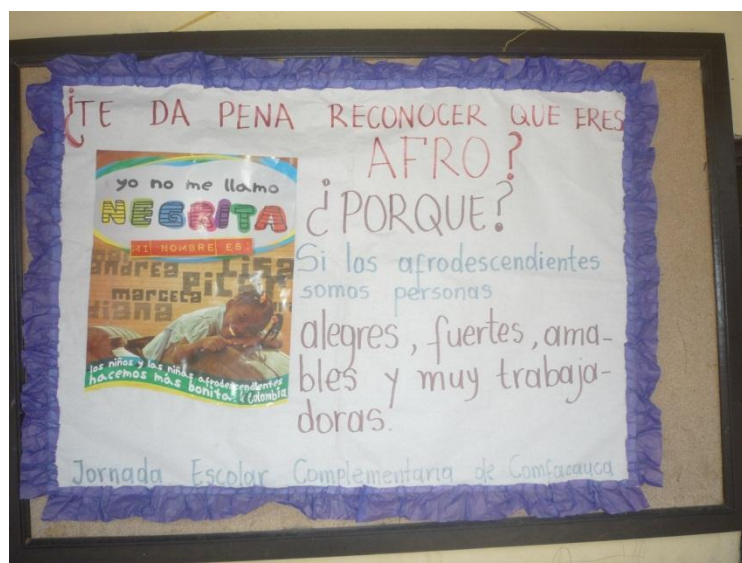 ¿TE DA PENA RECONOCER QUE ERES
AFRO?
¿PORQUE?
Si los afrodescendientes
somos personas
alegres, fuertes, ama-
bles y muy trabaja-
doras.
yo no me llamo
NEGRITA
MI NOMBRE ES:
andrea
Lisa
marcela
Pilar
diana
los niños y las niñas afrodescendientes
hacemos más bonita a Colombia
Jornada Escolar Complementaria de Comfacauca